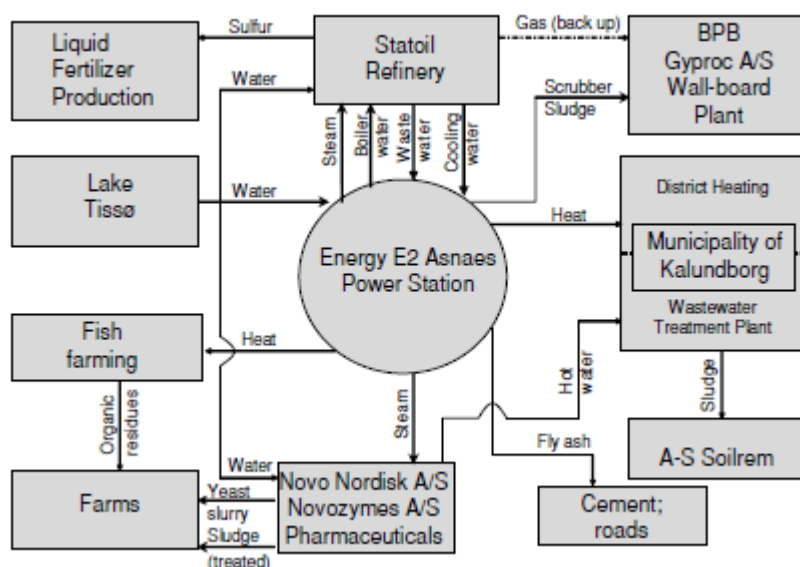 Liquid
Fertilizer
Production
Sulfur
Statoil
Refinery
Gas (back up)
BPB
Gyproc A/S
Wall-board
Plant
Water
Scrubber
Sludge
Steam
Boiler
water
Waste
water
Cooling
water
Lake
Tissø
Water
Energy E2 Asnaes
Power Station
Heat
District Heating
Municipality of
Kalundborg
Wastewater
Treatment Plant
Fish
farming
Heat
Hot
water
Organic
residues
Steam
Sludge
Fly ash
A-S Soilrem
Water
Farms
Yeast
slurry
Sludge
(treated)
Novo Nordisk A/S
Novozymes A/S
Pharmaceuticals
Cement;
roads